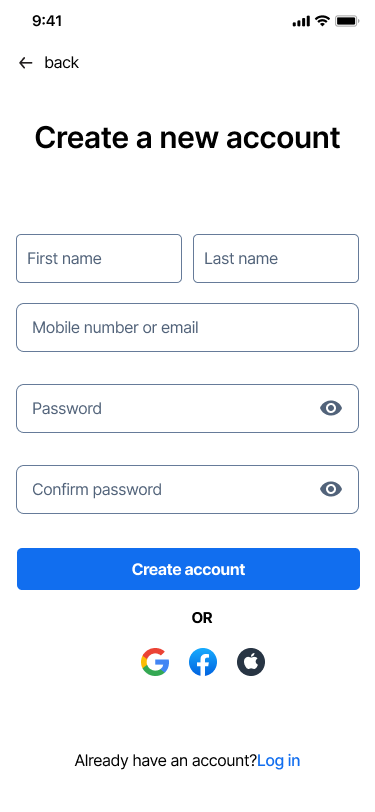 9:41
back
Create a new account
First name Last name
Mobile number or email
Password
Confirm password
Create account
OR
Already have an account?Log in